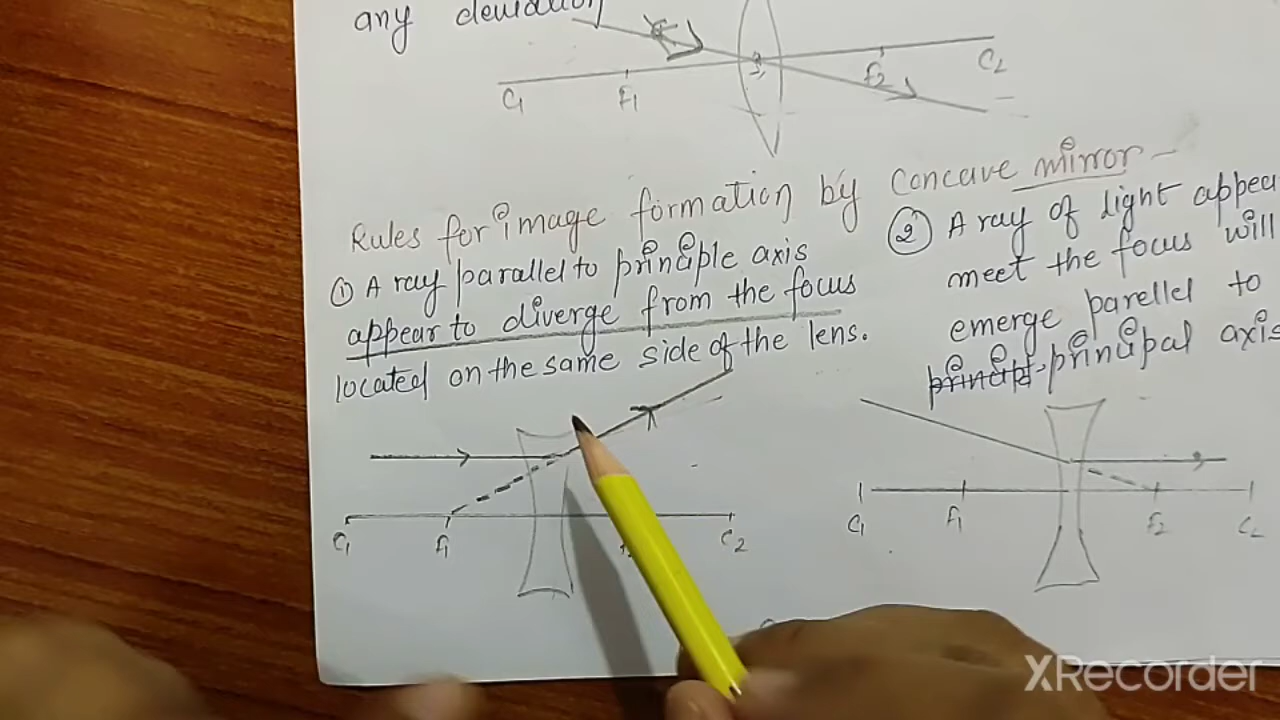 any deviation
C1 F1 F2 C2
Rules for image formation by Concave mirror -
① A ray parallel to principle axis
appear to diverge from the focus
located on the same side of the lens.
② A ray of light appea
meet the focus will
emerge parellel to
principal axis
C1 F1 C2
C1 F1 F2 C2
XRecorder